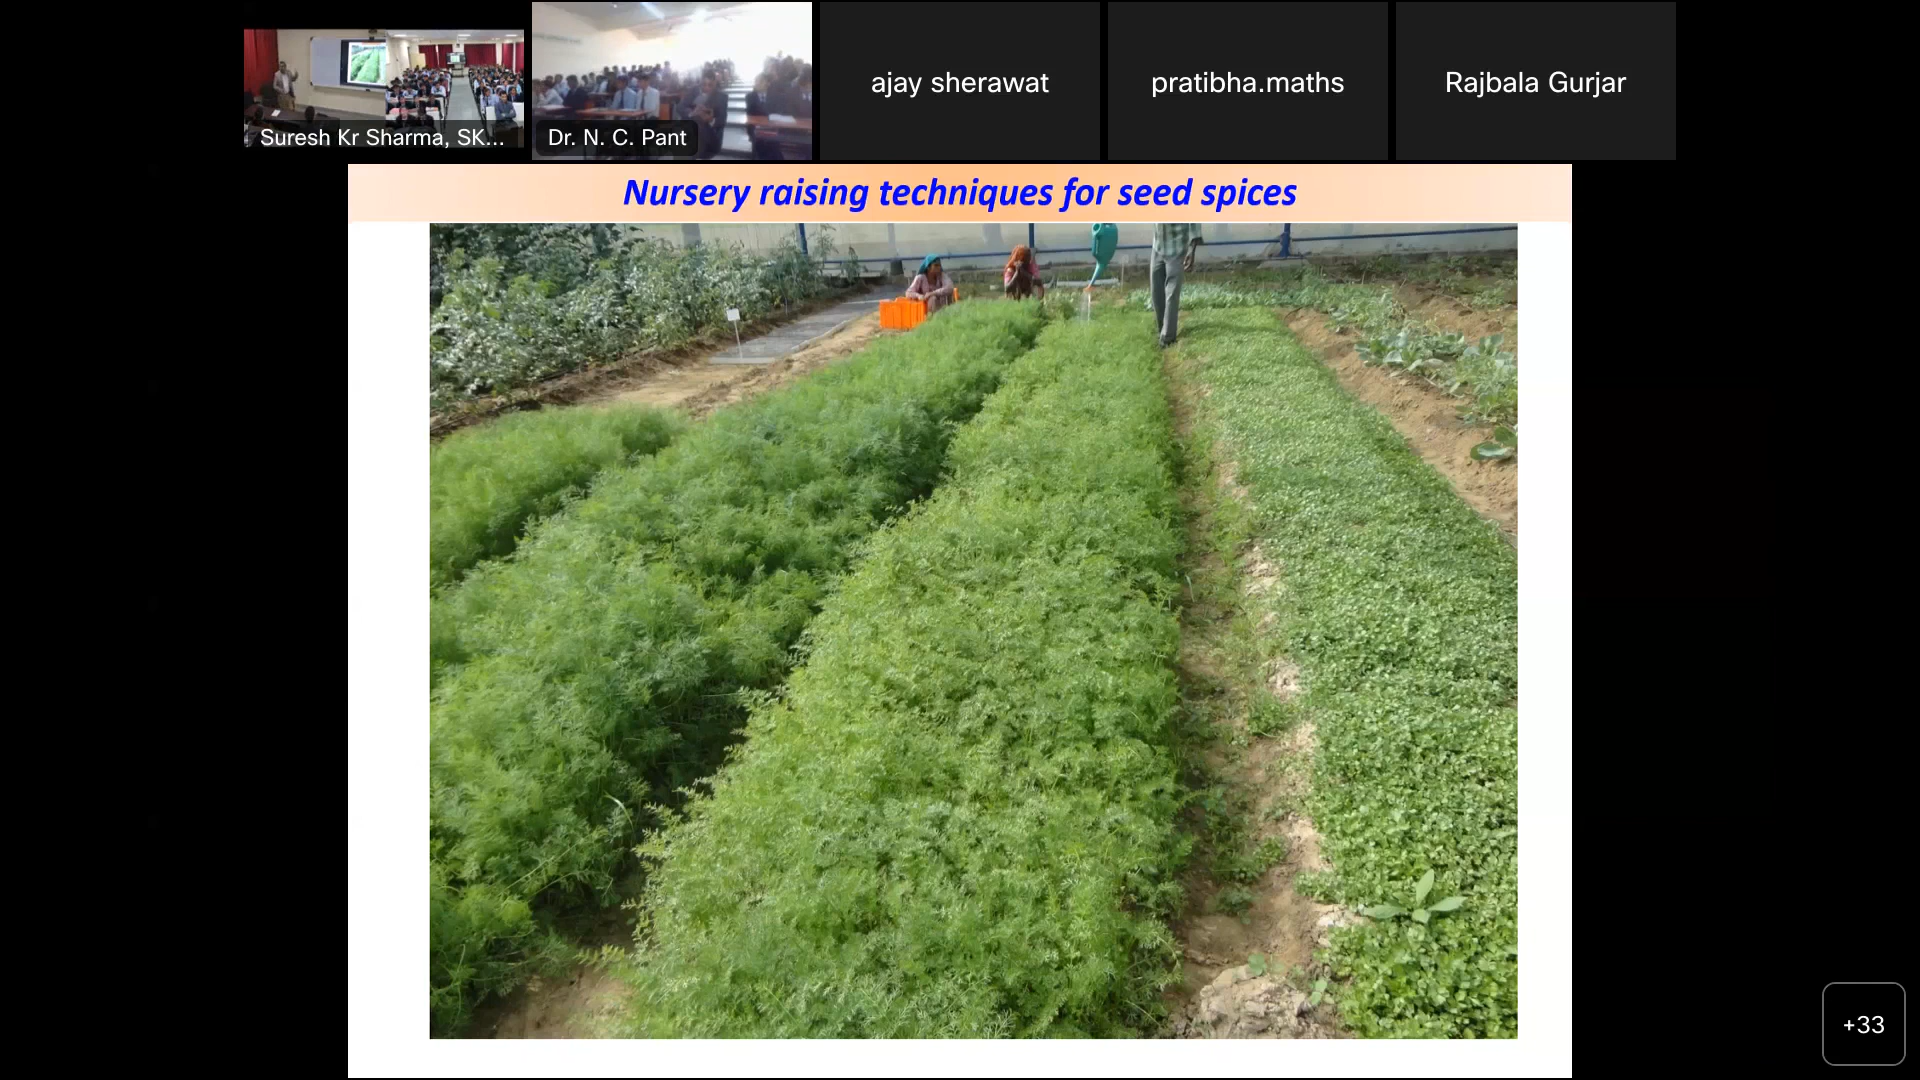 Suresh Kr Sharma, SK...
Dr. N. C. Pant
ajay sherawat
pratibha.maths
Rajbala Gurjar
Nursery raising techniques for seed spices
+33